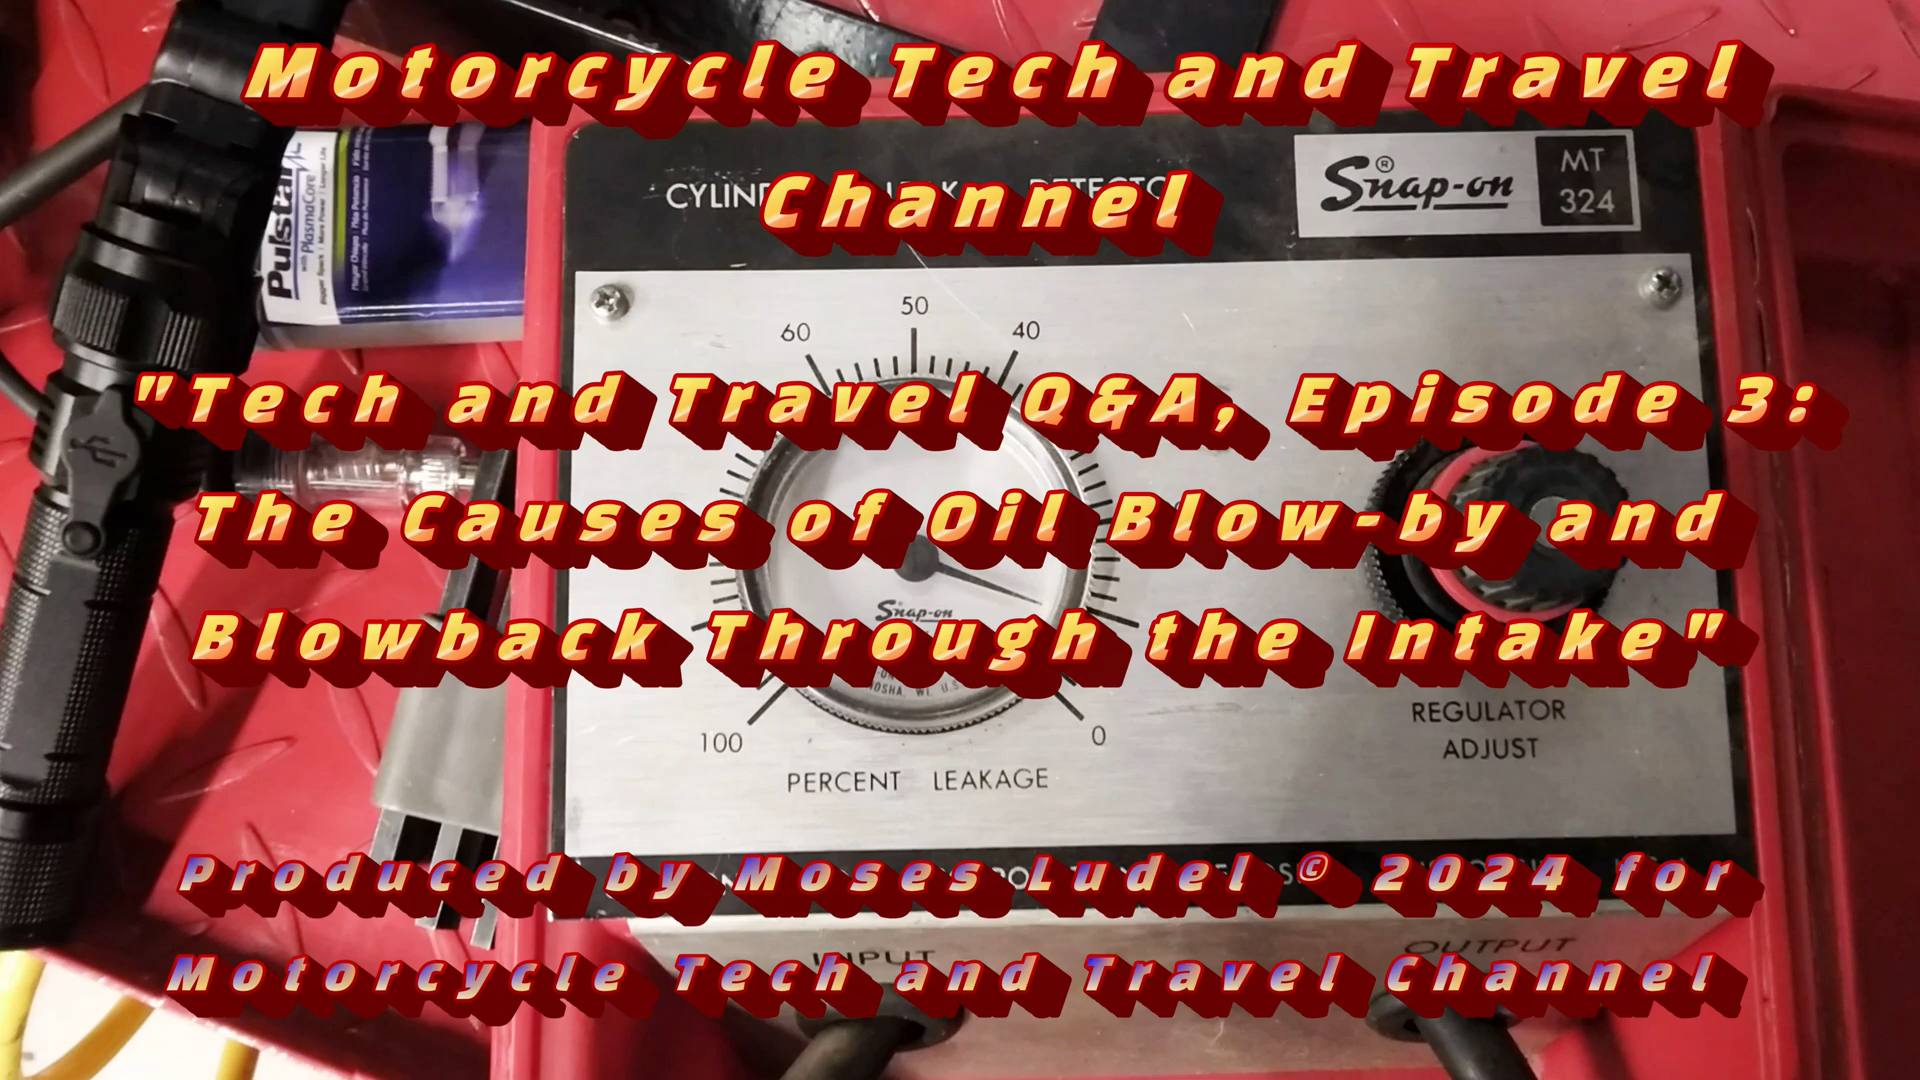 Motorcycle Tech and Travel
Channel
"Tech and Travel Q&A, Episode 3:
The Causes of Oil Blow-by and
Blowback Through the Intake"
Produced by Moses Ludel © 2024 for
Motorcycle Tech and Travel Channel
Snap-on
®
MT
324
Pulstar
with PlasmaCore
60
50
40
Snap-on
100
0
PERCENT LEAKAGE
REGULATOR
ADJUST
INPUT
OUTPUT